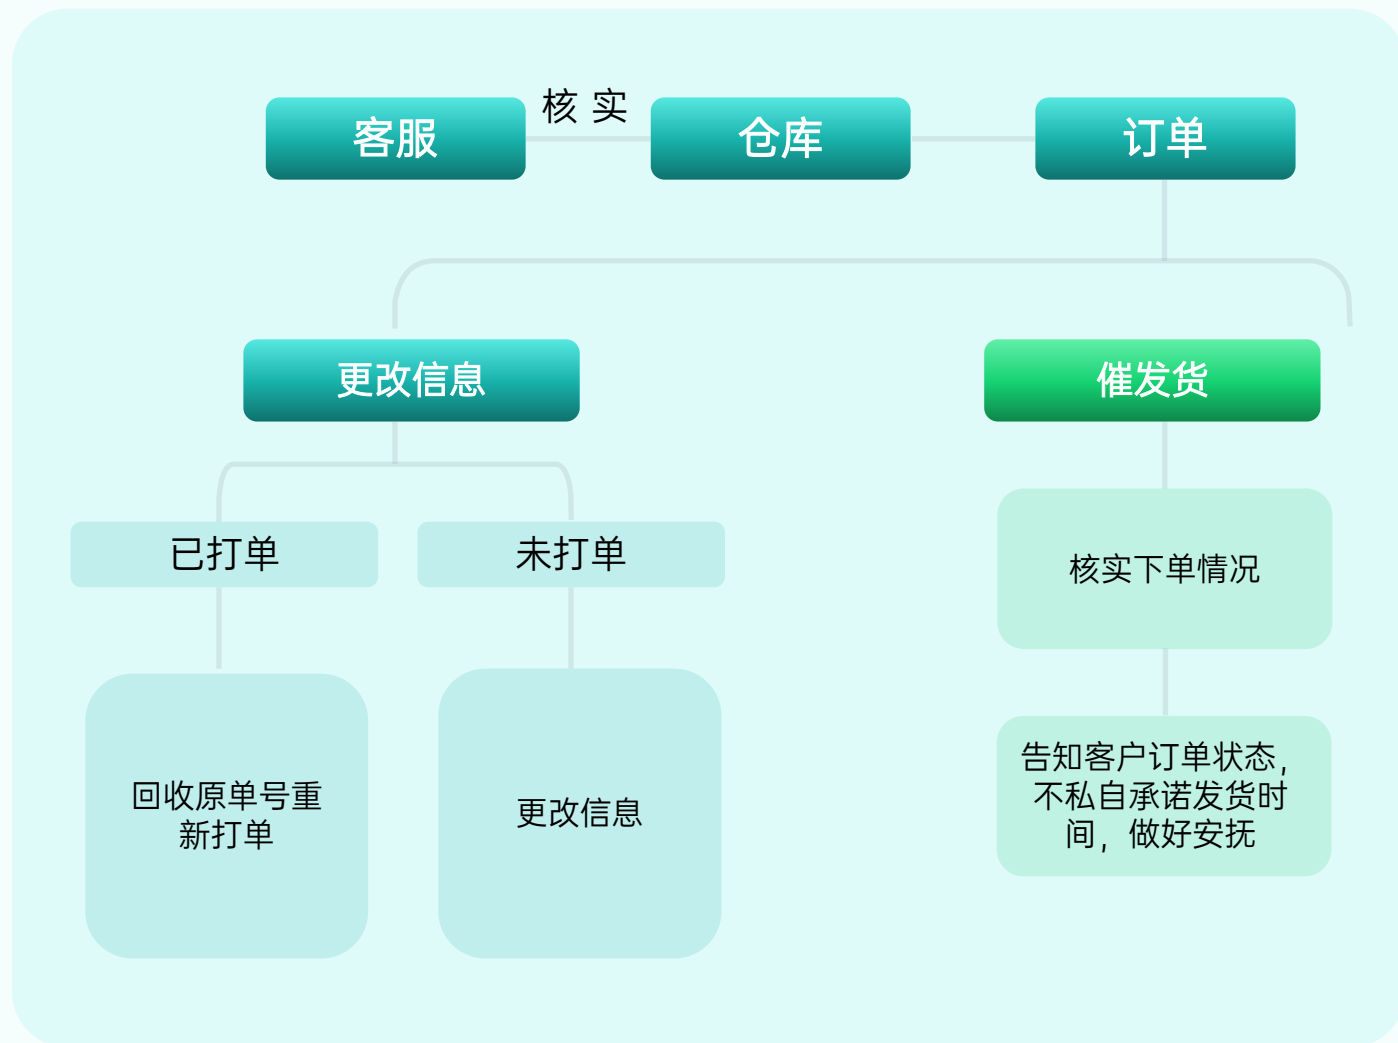 客服
核 实
仓库
订单
更改信息
催发货
已打单
未打单
核实下单情况
回收原单号重
新打单
更改信息
告知客户订单状态，
不私自承诺发货时
间，做好安抚